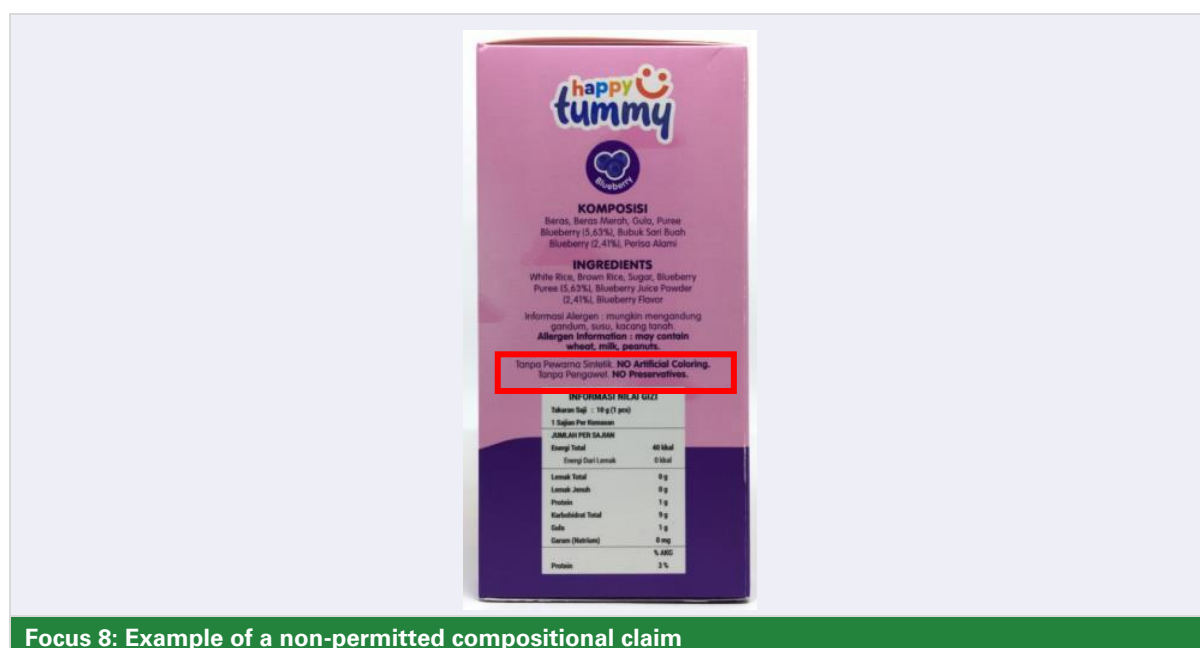 happy
tummy
Blueberry
KOMPOSISI
Beras, Beras Merah, Gula, Puree
Blueberry (5,63%), Bubuk Sari Buah
Blueberry (2,41%), Perisa Alami
INGREDIENTS
White Rice, Brown Rice, Sugar, Blueberry
Puree (5,63%), Blueberry Juice Powder
(2,41%), Blueberry Flavor
Informasi Alergen : mungkin mengandung
gandum, susu, kacang tanah.
Allergen Information : may contain
wheat, milk, peanuts.
Tanpa Pewarna Sintetik. NO Artificial Coloring.
Tanpa Pengawet. NO Preservatives.
INFORMASI NILAI GIZI
Takaran Saji : 10 g (1 pcs)
1 Sajian Per Kemasan
JUMLAH PER SAJIAN
Energi Total 40 kkal
Energi Dari Lemak 0 kkal
Lemak Total 0 g
Lemak Jenuh 0 g
Protein 1 g
Karbohidrat Total 9 g
Gula 1 g
Garam (Natrium) 0 mg
% AKG
Protein 3 %
Focus 8: Example of a non-permitted compositional claim